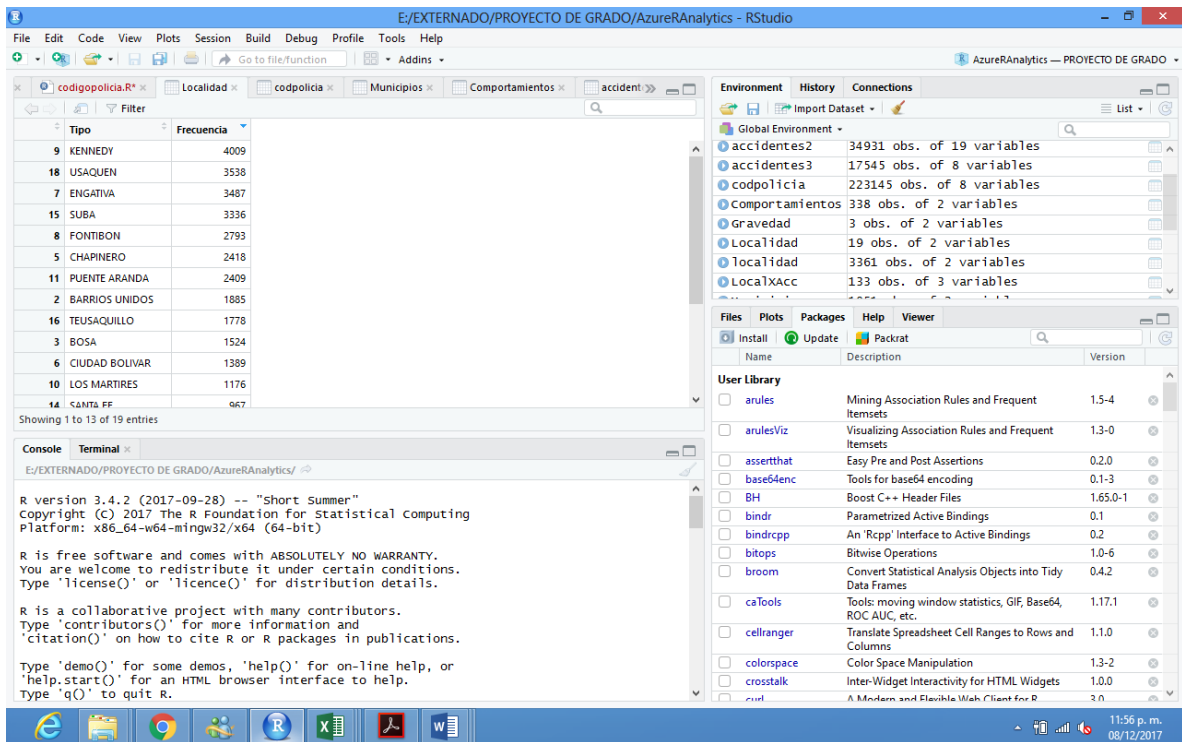 R
E:/EXTERNADO/PROYECTO DE GRADO/AzureRAnalytics - RStudio
File Edit Code View Plots Session Build Debug Profile Tools Help
Go to file/function
Addins
AzureRAnalytics — PROYECTO DE GRADO
codigopolicia.R*
Localidad
codpolicia
Municipios
Comportamientos
accident
Filter
Tipo Frecuencia
9 KENNEDY 4009
18 USAQUEN 3538
7 ENGATIVA 3487
15 SUBA 3336
8 FONTIBON 2793
5 CHAPINERO 2418
11 PUENTE ARANDA 2409
2 BARRIOS UNIDOS 1885
16 TEUSAQUILLO 1778
3 BOSA 1524
6 CIUDAD BOLIVAR 1389
10 LOS MARTIRES 1176
14 SANTA FE 967
Showing 1 to 13 of 19 entries
Console Terminal
E:/EXTERNADO/PROYECTO DE GRADO/AzureRAnalytics/
R version 3.4.2 (2017-09-28) -- "Short Summer"
Copyright (C) 2017 The R Foundation for Statistical Computing
Platform: x86_64-w64-mingw32/x64 (64-bit)
R is free software and comes with ABSOLUTELY NO WARRANTY.
You are welcome to redistribute it under certain conditions.
Type 'license()' or 'licence()' for distribution details.
R is a collaborative project with many contributors.
Type 'contributors()' for more information and
'citation()' on how to cite R or R packages in publications.
Type 'demo()' for some demos, 'help()' for on-line help, or
'help.start()' for an HTML browser interface to help.
Type 'q()' to quit R.
Environment History Connections
Import Dataset
List
Global Environment
accidentes2 34931 obs. of 19 variables
accidentes3 17545 obs. of 8 variables
codpolicia 223145 obs. of 8 variables
Comportamientos 338 obs. of 2 variables
Gravedad 3 obs. of 2 variables
Localidad 19 obs. of 2 variables
localidad 3361 obs. of 2 variables
LocalXAcc 133 obs. of 3 variables
Files Plots Packages Help Viewer
Install Update Packrat
Name Description Version
User Library
arules Mining Association Rules and Frequent 1.5-4
Itemsets
arulesViz Visualizing Association Rules and Frequent 1.3-0
Itemsets
assertthat Easy Pre and Post Assertions 0.2.0
base64enc Tools for base64 encoding 0.1-3
BH Boost C++ Header Files 1.65.0-1
bindr Parametrized Active Bindings 0.1
bindrcpp An 'Rcpp' Interface to Active Bindings 0.2
bitops Bitwise Operations 1.0-6
broom Convert Statistical Analysis Objects into Tidy 0.4.2
Data Frames
caTools Tools: moving window statistics, GIF, Base64, 1.17.1
ROC AUC, etc.
cellranger Translate Spreadsheet Cell Ranges to Rows and 1.1.0
Columns
colorspace Color Space Manipulation 1.3-2
crosstalk Inter-Widget Interactivity for HTML Widgets 1.0.0
curl A Modern and Flexible Web Client for R 3.0
11:56 p. m.
08/12/2017